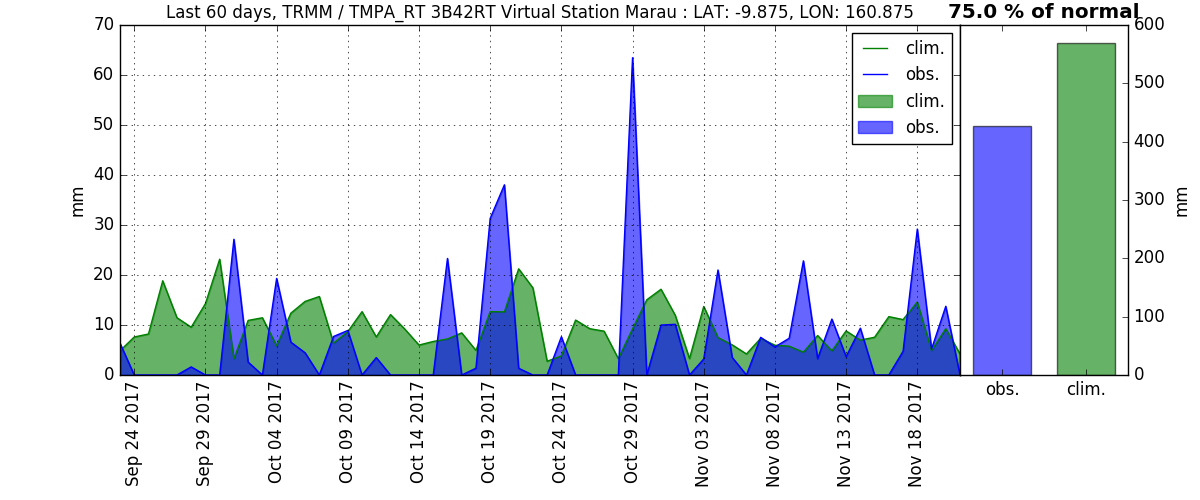 Last 60 days, TRMM / TMPA_RT 3B42RT Virtual Station Marau : LAT: -9.875, LON: 160.875
75.0 % of normal
70
60
50
40
30
20
10
0
mm
clim.
obs.
clim.
obs.
600
500
400
300
200
100
0
mm
obs.
clim.
Sep 24 2017
Sep 29 2017
Oct 04 2017
Oct 09 2017
Oct 14 2017
Oct 19 2017
Oct 24 2017
Oct 29 2017
Nov 03 2017
Nov 08 2017
Nov 13 2017
Nov 18 2017